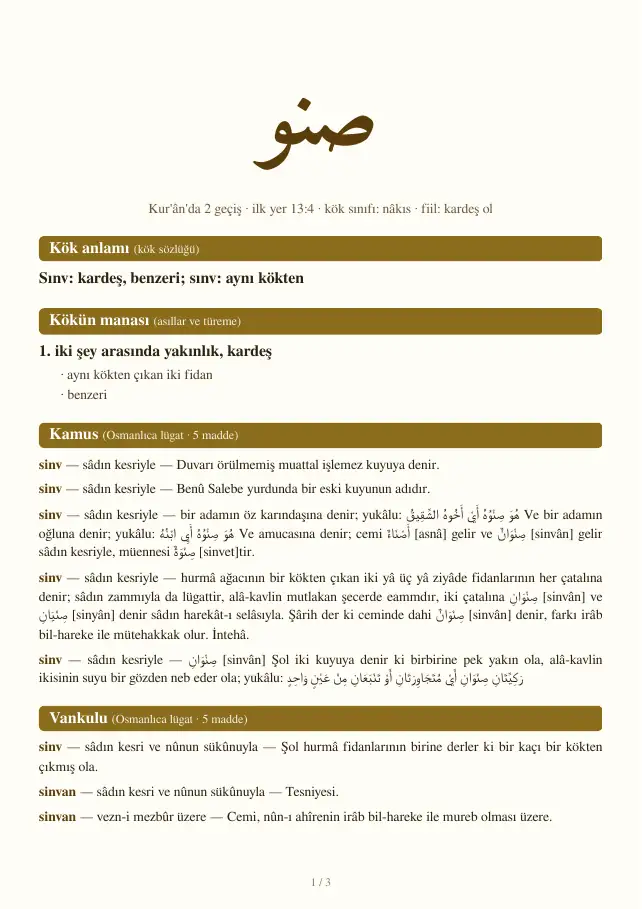 صنو
Kur'ân'da 2 geçiş · ilk yer 13:4 · kök sınıfı: nâkıs · fiil: kardeş ol
Kök anlamı (kök sözlüğü)
Sınv: kardeş, benzeri; sınv: aynı kökten
Kökün manası (asıllar ve türeme)
1. iki şey arasında yakınlık, kardeş
· aynı kökten çıkan iki fidan
· benzeri
Kamus (Osmanlıca lügat · 5 madde)
sinv — sâdın kesriyle — Duvarı örülmemiş muattal işlemez kuyuya denir.
sinv — sâdın kesriyle — Benû Salebe yurdunda bir eski kuyunun adıdır.
sinv — sâdın kesriyle — bir adamın öz karındaşına denir; yukâlu: هُوَ صِنْوُهُ أَيْ أَخُوهُ الشَّقِيقُ Ve bir adamın
oğluna denir; yukâlu: هُوَ صِنْوُهُ أَيِ ابْنُهُ Ve amucasına denir; cemi أَصْنَاءٌ [asnâ] gelir ve صِنْوَانٌ [sinvân] gelir
sâdın kesriyle, müennesi صِنْوَةٌ [sinvet]tir.
sinv — sâdın kesriyle — hurmâ ağacının bir kökten çıkan iki yâ üç yâ ziyâde fidanlarının her çatalına
denir; sâdın zammıyla da lügattir, alâ-kavlin mutlakan şecerde eammdır, iki çatalına صِنْوَانِ [sinvân] ve
صِنْيَانِ [sinyân] denir sâdın harekât-ı selâsıyla. Şârih der ki ceminde dahi صِنْوَانٌ [sinvân] denir, farkı irâb
bil-hareke ile mütehakkak olur. İntehâ.
sinv — sâdın kesriyle — صِنْوَانِ [sinvân] Şol iki kuyuya denir ki birbirine pek yakın ola, alâ-kavlin
ikisinin suyu bir gözden neb eder ola; yukâlu: رَكِيَّتَانِ صِنْوَانِ أَيْ مُتَجَاوِرَتَانِ أَوْ تَنْبَعَانِ مِنْ عَيْنٍ وَاحِدٍ
Vankulu (Osmanlıca lügat · 5 madde)
sinv — sâdın kesri ve nûnun sükûnuyla — Şol hurmâ fidanlarının birine derler ki bir kaçı bir kökten
çıkmış ola.
sinvan — sâdın kesri ve nûnun sükûnuyla — Tesniyesi.
sinvan — vezn-i mezbûr üzere — Cemi, nûn-ı ahîrenin irâb bil-hareke ile mureb olması üzere.
1 / 3